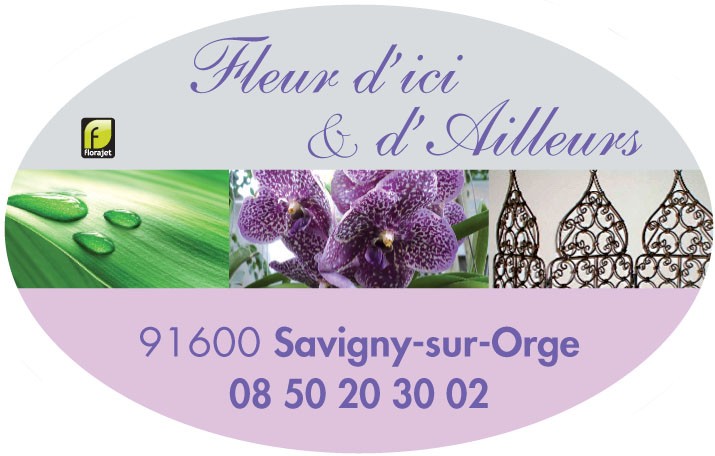 Fleur d'ici
& d'Ailleurs
f
florajet
91600 Savigny-sur-Orge
08 50 20 30 02